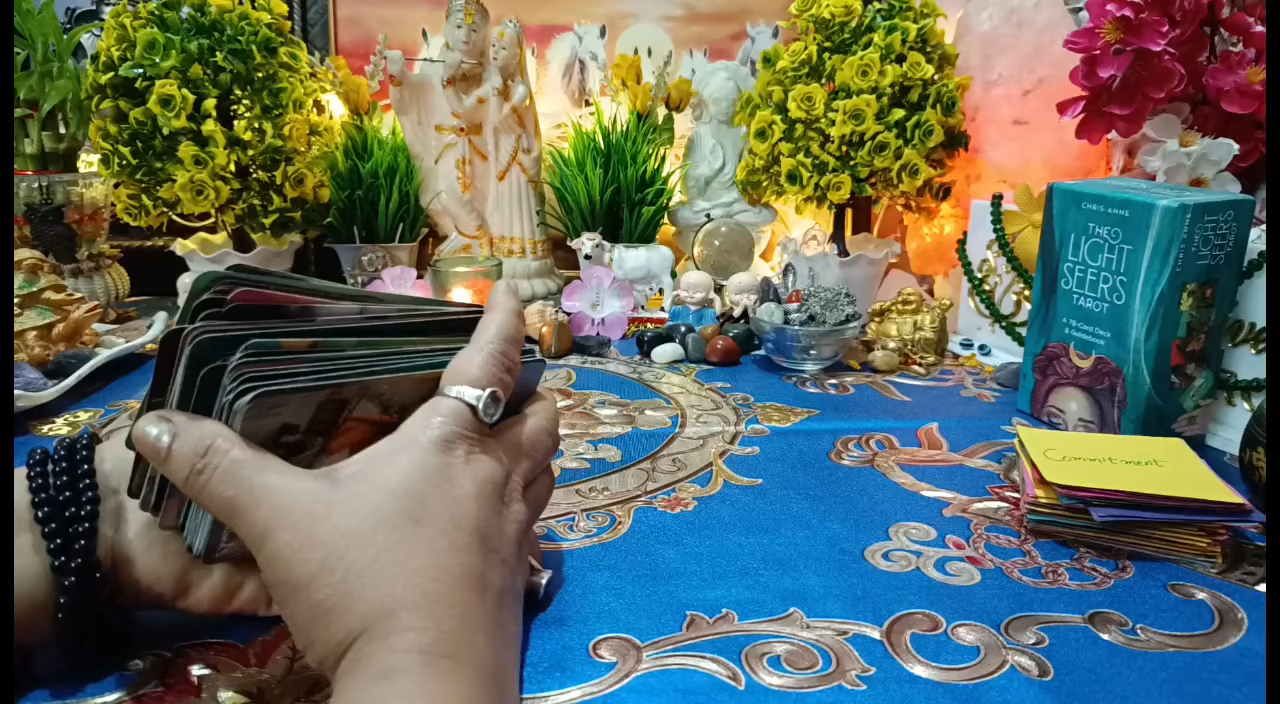 CHRIS-ANNE
THE
LIGHT
SEER'S
TAROT
A 78-Card Deck
& Guidebook
CHRIS-ANNE
THE
LIGHT
SEER'S
TAROT
Commitment